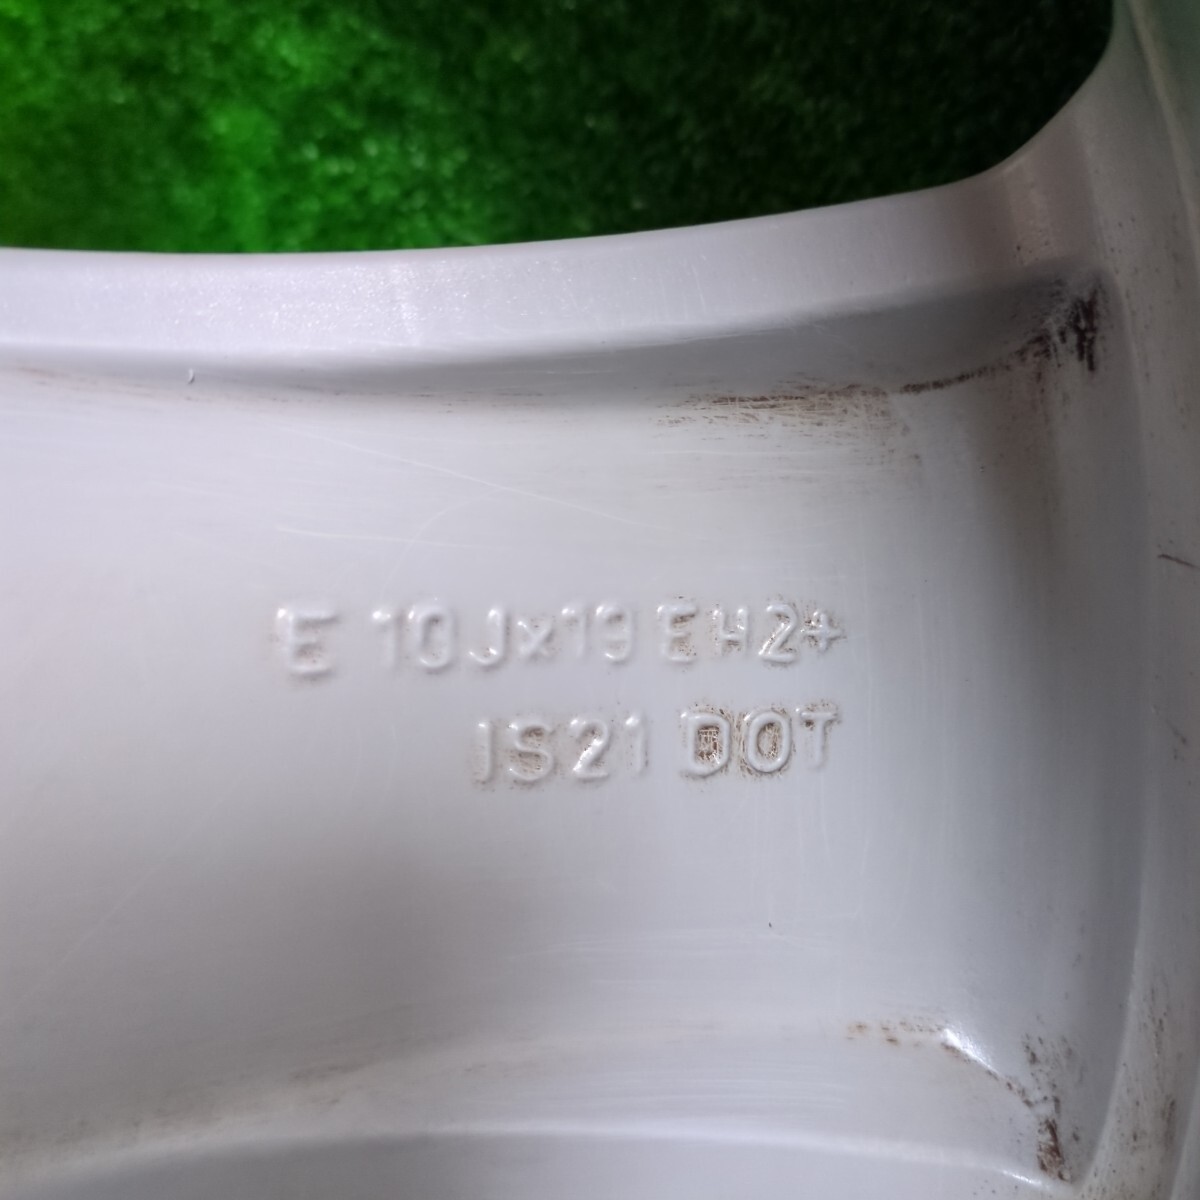 E 10Jx19 EH2+
IS21 DOT